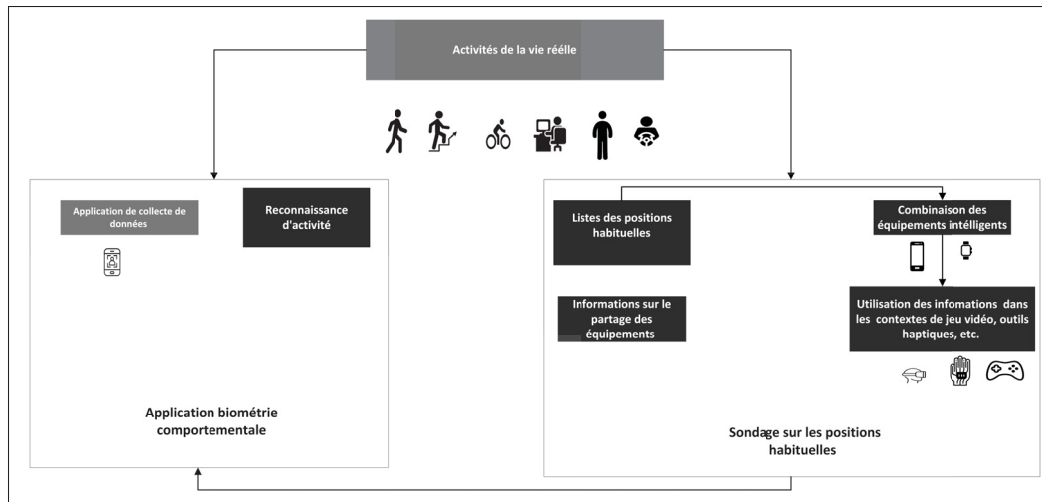 Activités de la vie réélle
Application de collecte de
données
Reconnaissance
d'activité
Application biométrie
comportementale
Listes des positions
habituelles
Combinaison des
équipements intélligents
Informations sur le
partage des
équipements
Utilisation des infomations dans
les contextes de jeu vidéo, outils
haptiques, etc.
Sondage sur les positions
habituelles